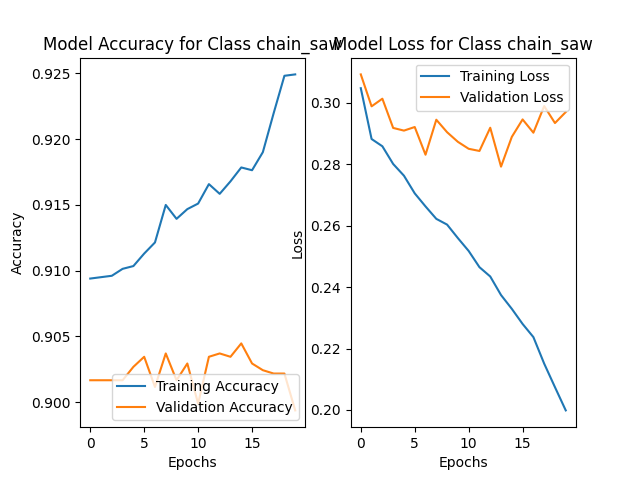 Model Accuracy for Class chain_saw
Model Loss for Class chain_saw
0.925
0.920
0.915
0.910
0.905
0.900
Accuracy
0
5
10
15
Epochs
Training Accuracy
Validation Accuracy
0.30
0.28
0.26
0.24
0.22
0.20
Loss
0
5
10
15
Epochs
Training Loss
Validation Loss